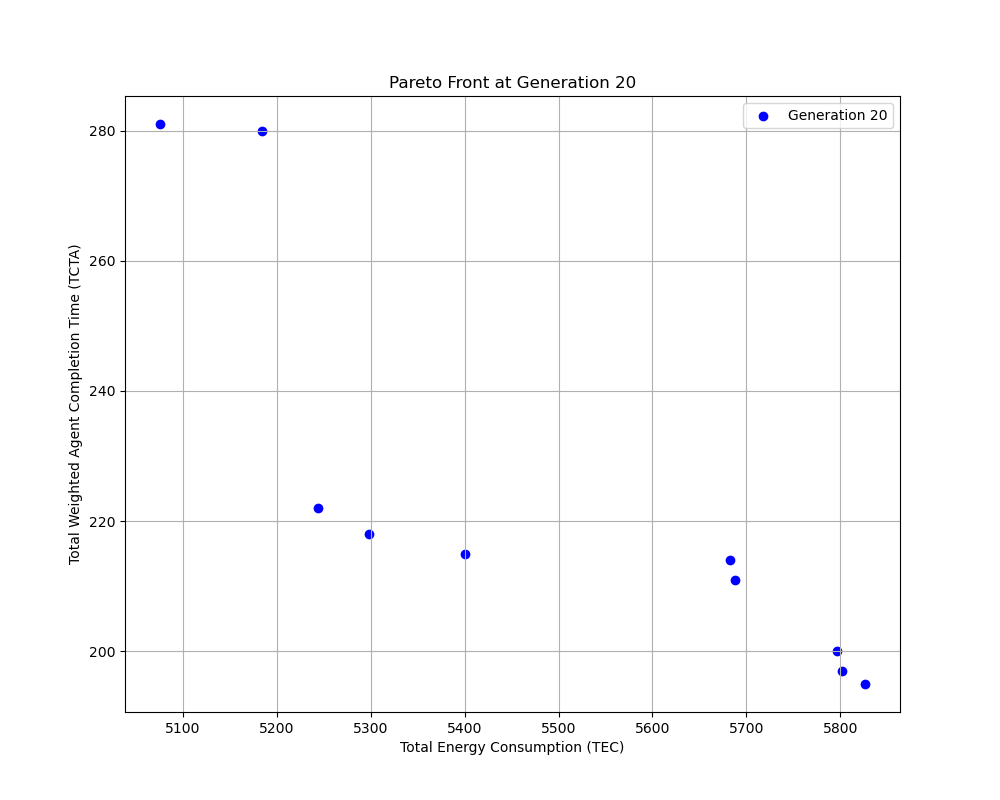 Pareto Front at Generation 20
Generation 20
280
260
240
220
200
Total Weighted Agent Completion Time (TCTA)
5100 5200 5300 5400 5500 5600 5700 5800
Total Energy Consumption (TEC)